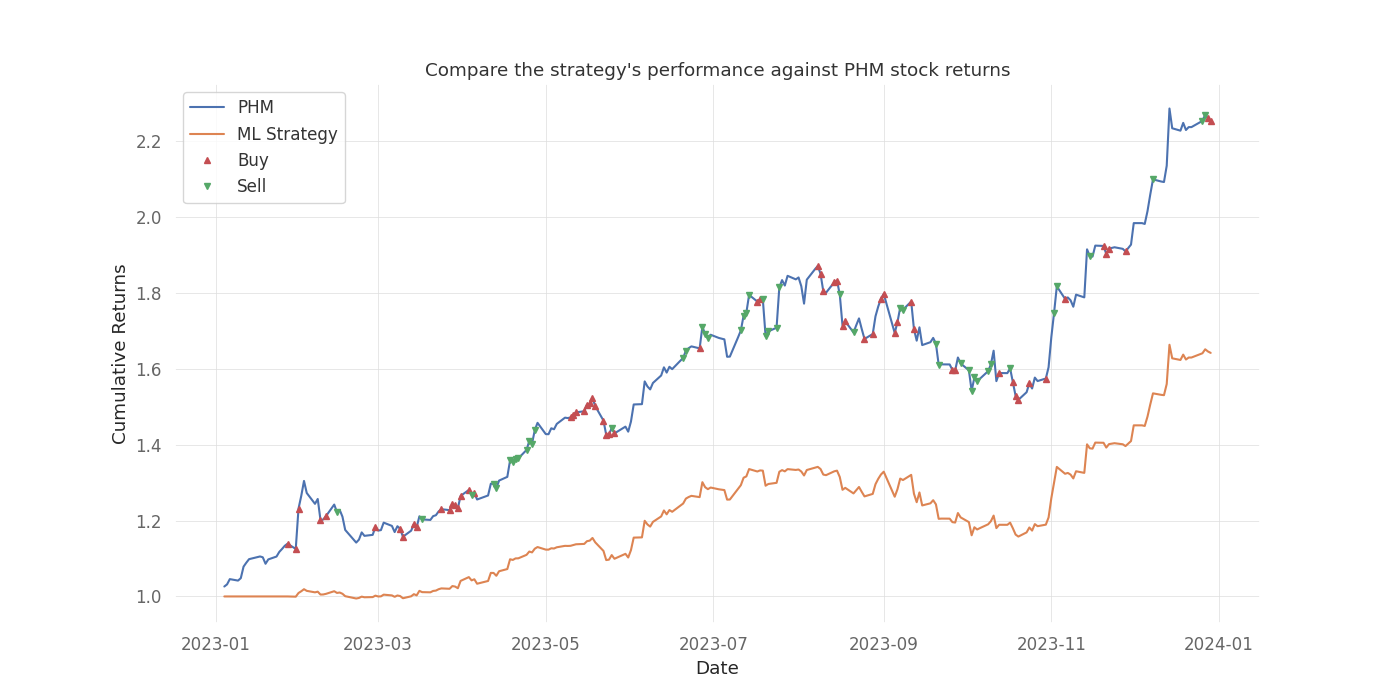 Compare the strategy's performance against PHM stock returns
PHM
ML Strategy
Buy
Sell
2.2
2.0
1.8
1.6
1.4
1.2
1.0
Cumulative Returns
2023-01
2023-03
2023-05
2023-07
2023-09
2023-11
2024-01
Date